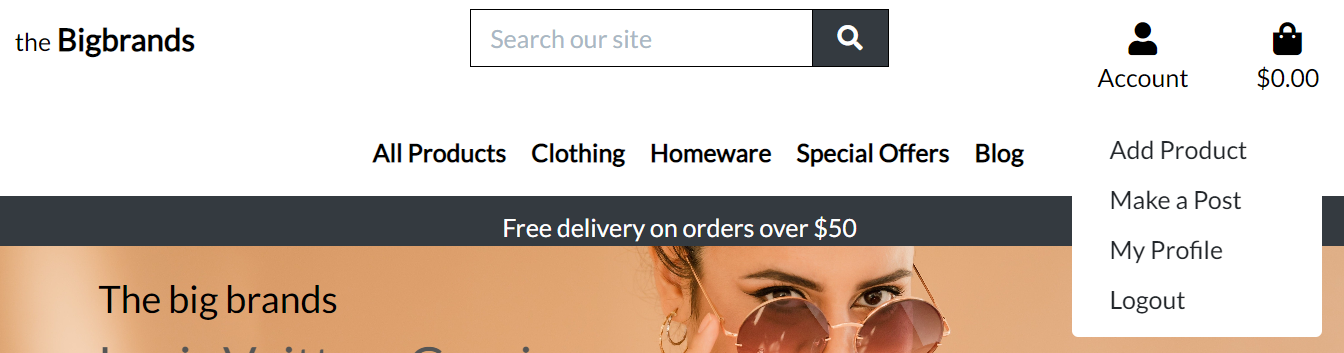 the Bigbrands
Search our site
Account
$0.00
All Products Clothing Homeware Special Offers Blog
Add Product
Make a Post
My Profile
Logout
Free delivery on orders over $50
The big brands